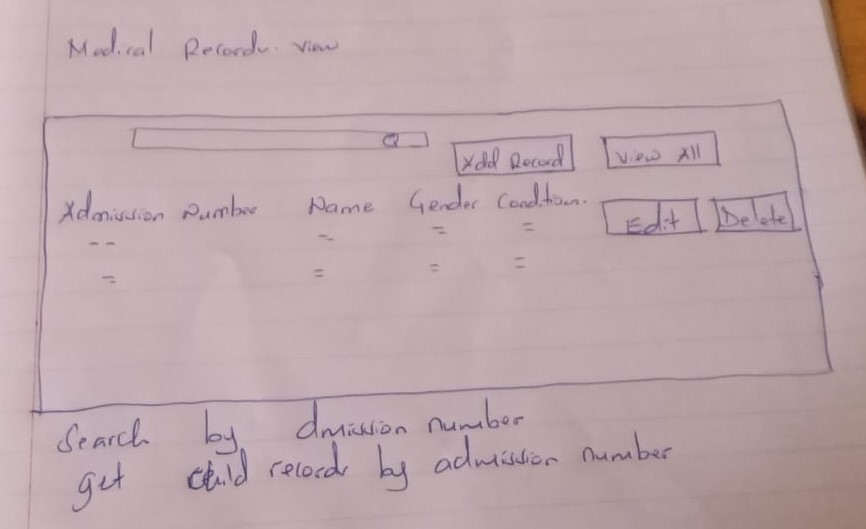 Medical Records view
Add Record
View All
Admission Number Name Gender Condition.
Edit
Delete
Search by dmission number
get child records by admission number